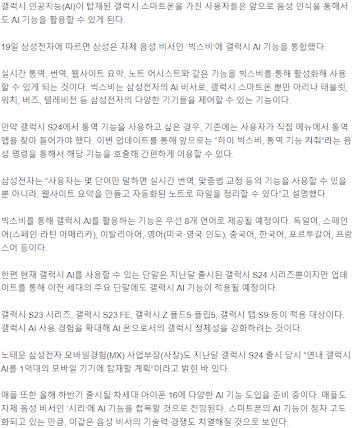 갤럭시 인공지능(AI)이 탑재된 갤럭시 스마트폰을 가진 사용자들은 앞으로 음성 인식을 통해서
도 AI 기능을 활용할 수 있게 된다.
19일 삼성전자에 따르면 삼성은 자체 음성 비서인 '빅스비'에 갤럭시 AI 기능을 통합했다.
실시간 통역, 번역, 웹사이트 요약, 노트 어시스트와 같은 기능을 빅스비를 통해 활성화해 사용
할 수 있게 되는 것이다. 빅스비는 삼성전자의 AI 비서로, 갤럭시 스마트폰 뿐만 아니라 태블릿,
워치, 버즈, 텔레비전 등 삼성전자의 다양한 기기들을 제어할 수 있는 기능이다.
만약 갤럭시 S24에서 통역 기능을 사용하고 싶은 경우, 기존에는 사용자가 직접 메뉴에서 통역
앱을 찾아 들어가야 했다. 이번 업데이트를 통해 앞으로는 "하이 빅스비, 통역 기능 켜줘"라는 음
성 명령을 통해서 해당 기능을 호출해 간편하게 이용할 수 있다.
삼성전자는 "사용자는 몇 단어만 말하면 실시간 번역, 맞춤법 교정 등의 기능을 사용할 수 있을
뿐 아니라, 웹사이트 요약을 만들고 자동화된 노트로 파일을 정리할 수 있다"고 설명했다.
빅스비를 통해 갤럭시 AI를 활용하는 기능은 우선 8개 언어로 제공될 예정이다. 독일어, 스페인
어(스페인·라틴 아메리카), 이탈리아어, 영어(미국·영국·인도), 중국어, 한국어, 포르투갈어, 프랑
스어 등이다.
한편 현재 갤럭시 AI를 사용할 수 있는 단말은 지난달 출시된 갤럭시 S24 시리즈뿐이지만 업데
이트를 통해 이전 세대의 주요 단말에도 갤럭시 AI 기능이 적용될 예정이다.
갤럭시 S23 시리즈, 갤럭시 S23 FE, 갤럭시 Z 폴드5·플립5, 갤럭시 탭 S9 등이 적용 대상이다.
갤럭시 AI 사용 경험을 확대해 AI 폰으로서의 갤럭시 정체성을 강화하려는 것이다.
노태문 삼성전자 모바일경험(MX) 사업부장(사장)도 지난달 갤럭시 S24 출시 당시 "연내 갤럭시
AI를 1억대의 모바일 기기에 탑재할 계획"이라고 밝힌 바 있다.
애플 또한 올해 하반기 출시될 차세대 아이폰 16에 다양한 AI 기능 도입을 준비 중이다. 애플도
자체 음성 비서인 '시리'에 AI 기능을 접목할 것으로 전망된다. 스마트폰의 AI 기능이 점차 고도
화되고 있는 만큼, 이같은 음성 비서의 기술력 경쟁도 치열해질 것으로 보인다.